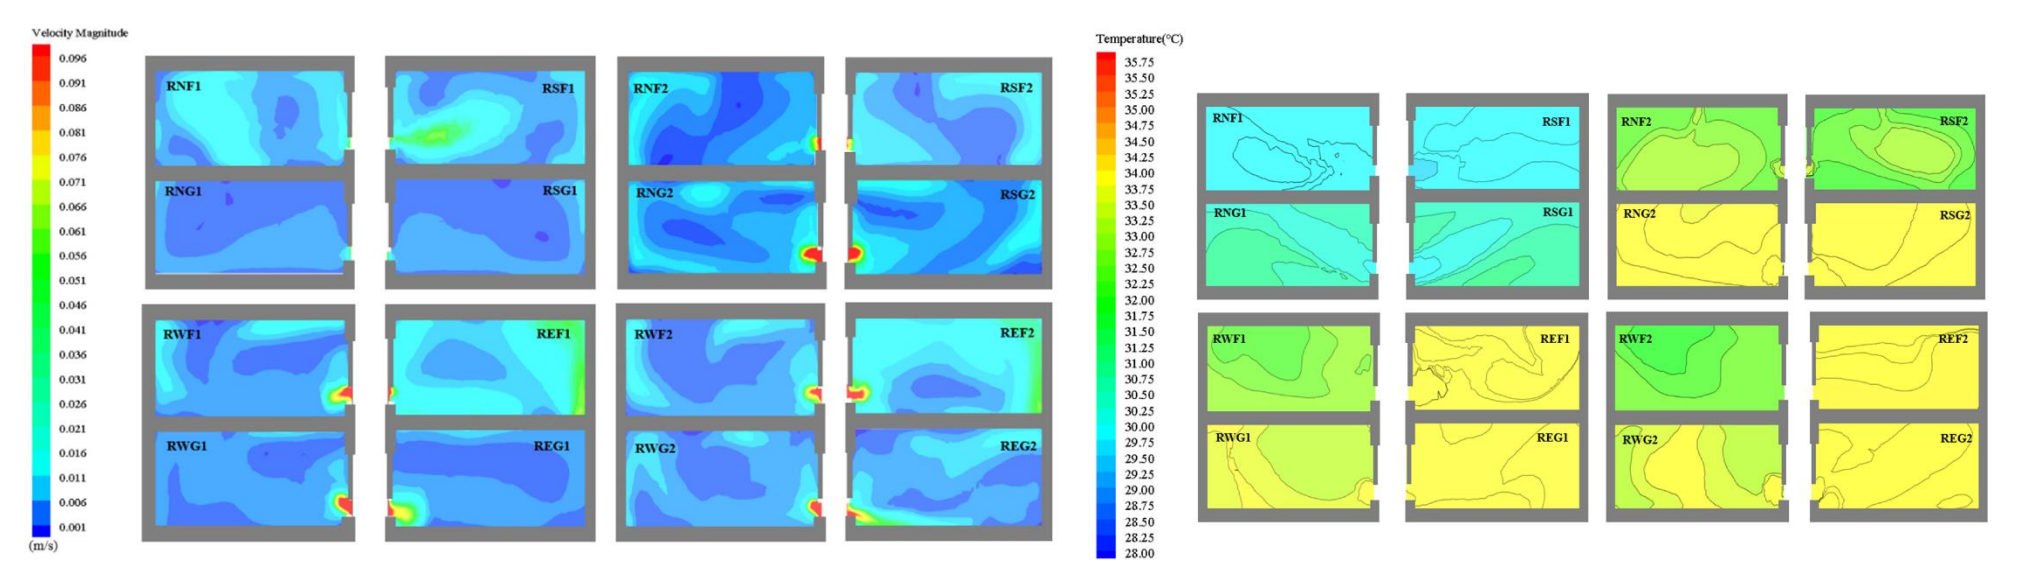 Velocity Magnitude
0.096
0.091
0.086
0.081
0.076
0.071
0.066
0.061
0.056
0.051
0.046
0.041
0.036
0.031
0.026
0.021
0.016
0.011
0.006
0.001
(m/s)
RNF1
RSF1
RNF2
RSF2
RNG1
RSG1
RNG2
RSG2
RWF1
REF1
RWF2
REF2
RWG1
REG1
RWG2
REG2
Temperature(°C)
35.75
35.50
35.25
35.00
34.75
34.50
34.25
34.00
33.75
33.50
33.25
33.00
32.75
32.50
32.25
32.00
31.75
31.50
31.25
31.00
30.75
30.50
30.25
30.00
29.75
29.50
29.25
29.00
28.75
28.50
28.25
28.00
RNF1
RSF1
RNF2
RSF2
RNG1
RSG1
RNG2
RSG2
RWF1
REF1
RWF2
REF2
RWG1
REG1
RWG2
REG2